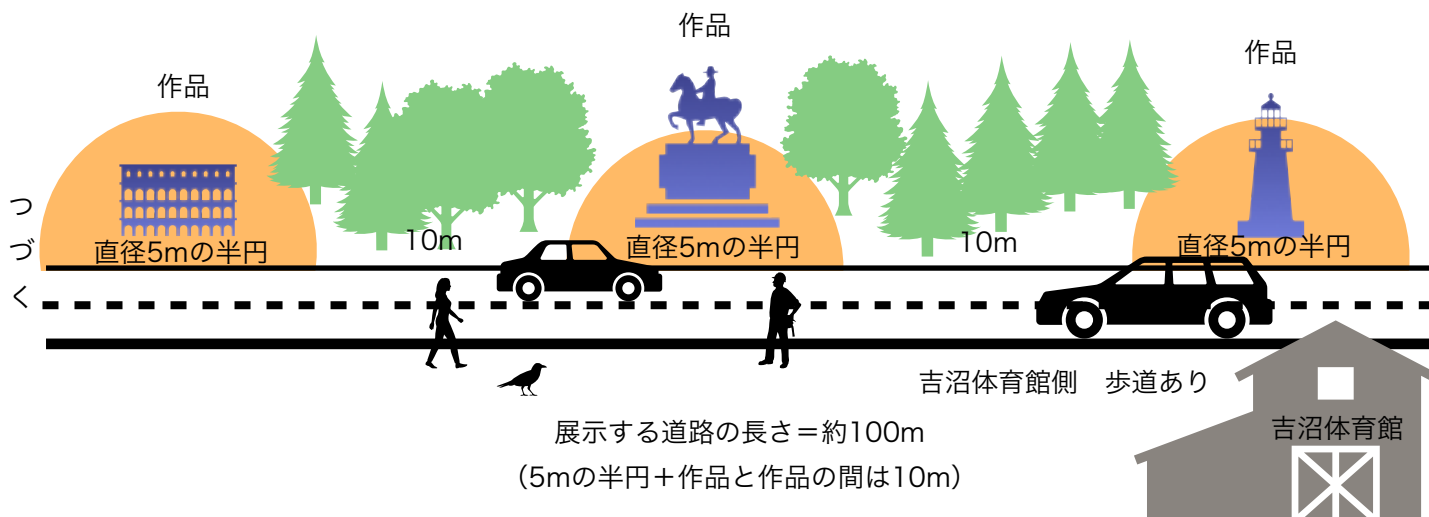 作品
作品
作品
つづく
10m
10m
直径5mの半円
直径5mの半円
直径5mの半円
吉沼体育館側 歩道あり
吉沼体育館
展示する道路の長さ＝約100m
（5mの半円＋作品と作品の間は10m）